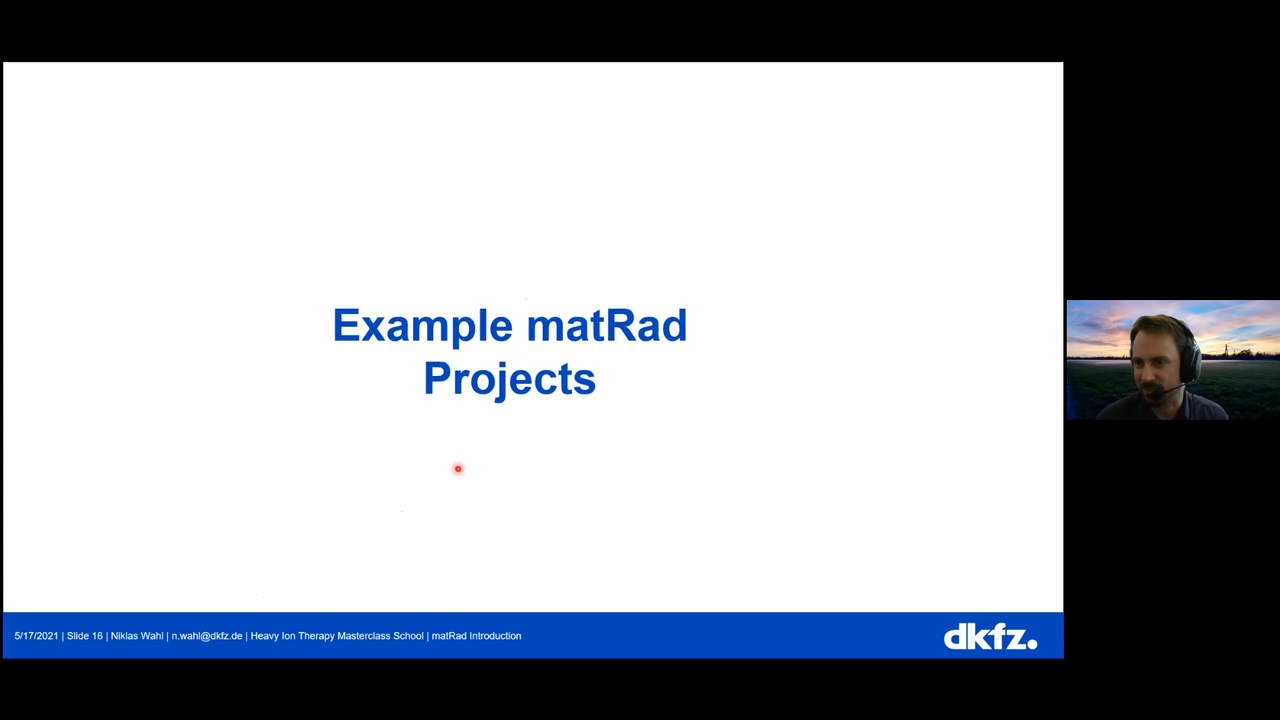 Example matRad
Projects
5/17/2021 | Slide 16 | Niklas Wahl | n.wahl@dkfz.de | Heavy Ion Therapy Masterclass School | matRad Introduction
dkfz.